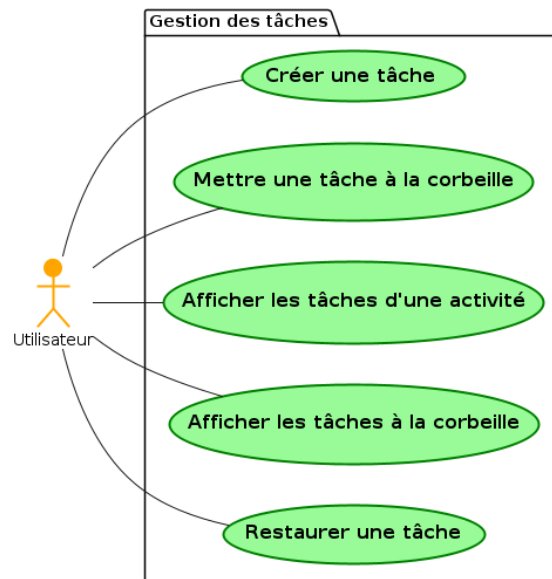 Gestion des tâches
Créer une tâche
Mettre une tâche à la corbeille
Afficher les tâches d'une activité
Utilisateur
Afficher les tâches à la corbeille
Restaurer une tâche